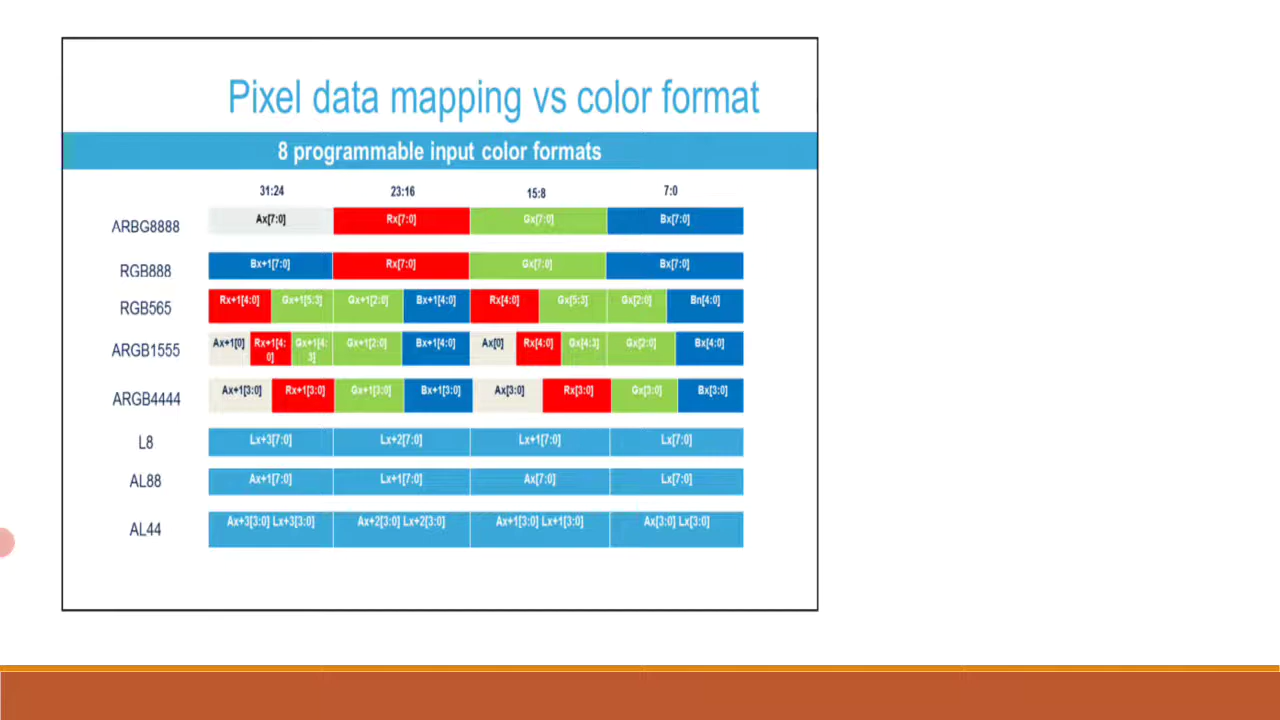 Pixel data mapping vs color format
8 programmable input color formats
31:24 23:16 15:8 7:0
ARBG8888 Ax[7:0] Rx[7:0] Gx[7:0] Bx[7:0]
RGB888 Bx+1[7:0] Rx[7:0] Gx[7:0] Bx[7:0]
RGB565 Rx+1[4:0] Gx+1[5:3] Gx+1[2:0] Bx+1[4:0] Rx[4:0] Gx[5:3] Gx[2:0] Bn[4:0]
ARGB1555 Ax+1[0] Rx+1[4:0] Gx+1[4:3] Gx+1[2:0] Bx+1[4:0] Ax[0] Rx[4:0] Gx[4:3] Gx[2:0] Bx[4:0]
ARGB4444 Ax+1[3:0] Rx+1[3:0] Gx+1[3:0] Bx+1[3:0] Ax[3:0] Rx[3:0] Gx[3:0] Bx[3:0]
L8 Lx+3[7:0] Lx+2[7:0] Lx+1[7:0] Lx[7:0]
AL88 Ax+1[7:0] Lx+1[7:0] Ax[7:0] Lx[7:0]
AL44 Ax+3[3:0] Lx+3[3:0] Ax+2[3:0] Lx+2[3:0] Ax+1[3:0] Lx+1[3:0] Ax[3:0] Lx[3:0]